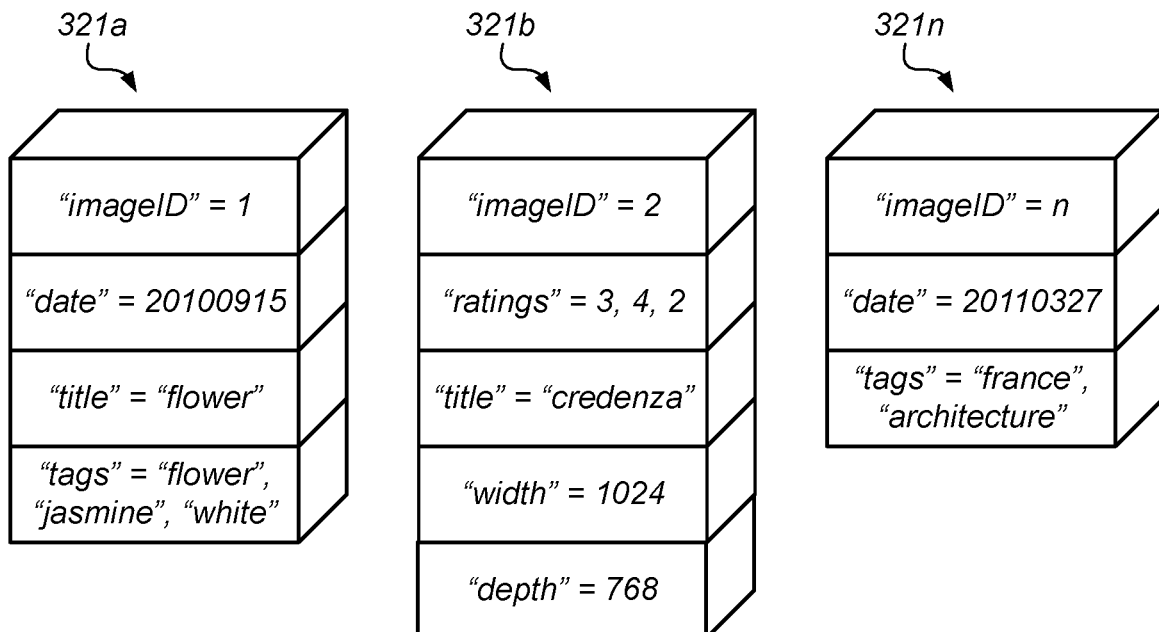 321a
“imageID” = 1
“date” = 20100915
“title” = “flower”
“tags” = “flower”,
“jasmine”, “white”
321b
“imageID” = 2
“ratings” = 3, 4, 2
“title” = “credenza”
“width” = 1024
“depth” = 768
321n
“imageID” = n
“date” = 20110327
“tags” = “france”,
“architecture”